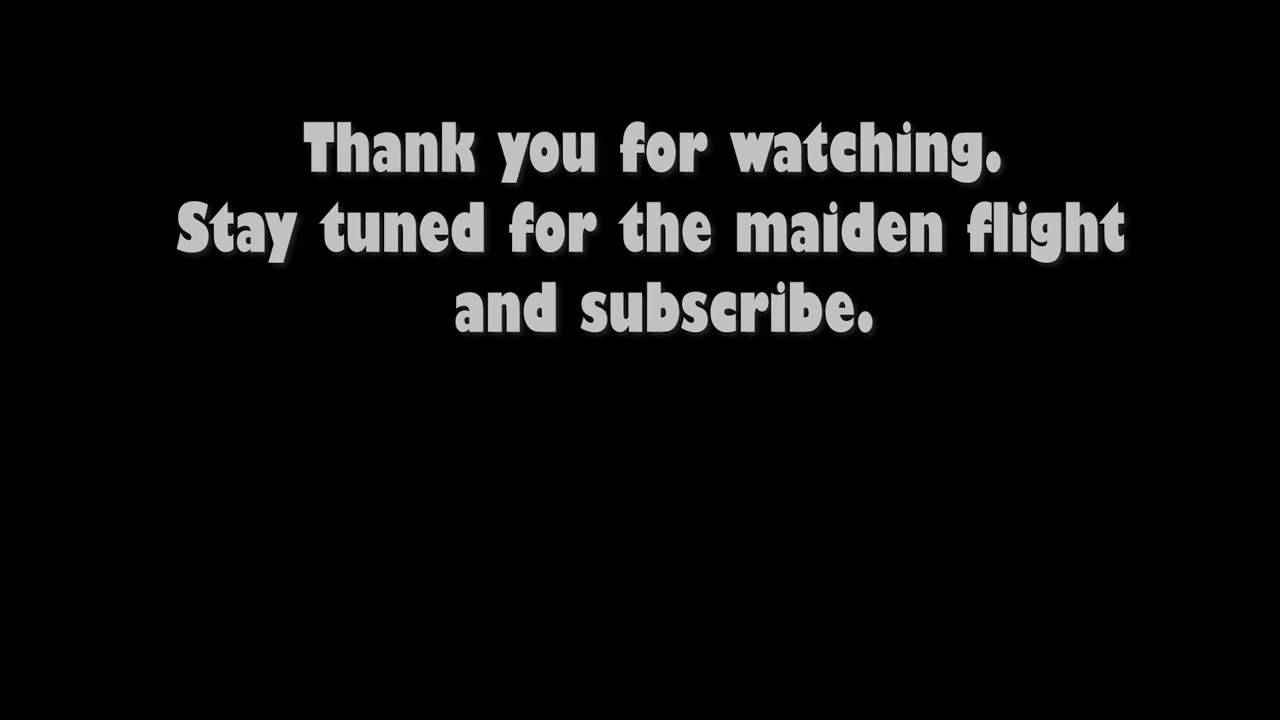 Thank you for watching.
Stay tuned for the maiden flight
and subscribe.